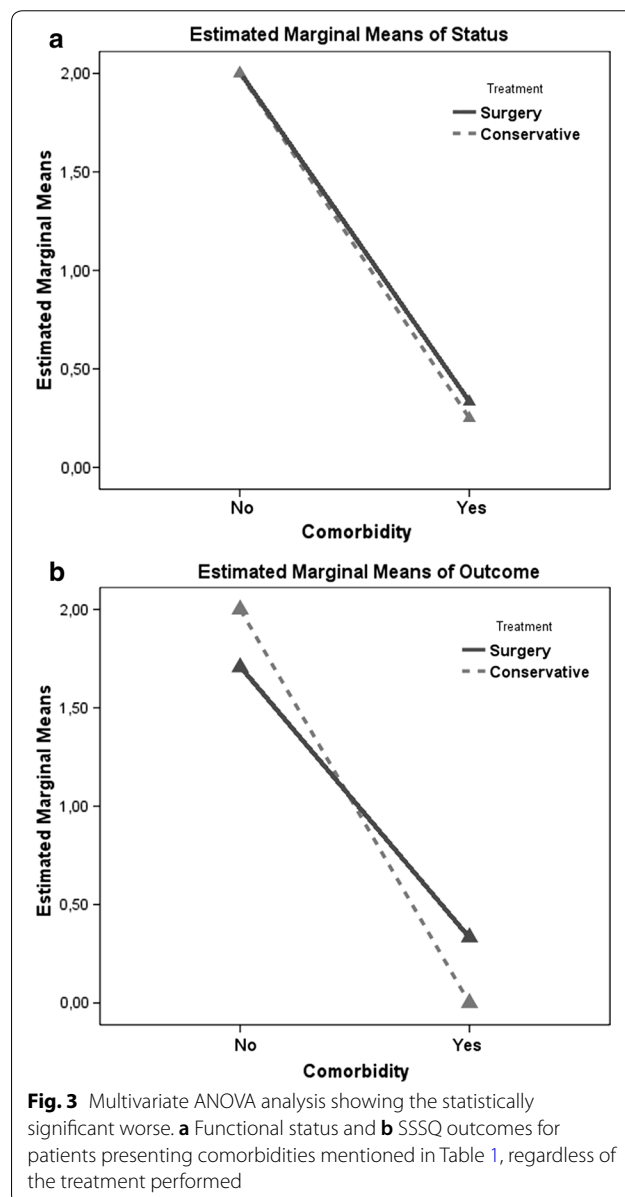 a
Estimated Marginal Means of Status
Treatment
Surgery
Conservative
Estimated Marginal Means
2,00
1,50
1,00
0,50
0,00
No Yes
Comorbidity
b
Estimated Marginal Means of Outcome
Treatment
Surgery
Conservative
Estimated Marginal Means
2,00
1,50
1,00
0,50
0,00
No Yes
Comorbidity
Fig. 3 Multivariate ANOVA analysis showing the statistically
significant worse. a Functional status and b SSSQ outcomes for
patients presenting comorbidities mentioned in Table 1, regardless of
the treatment performed